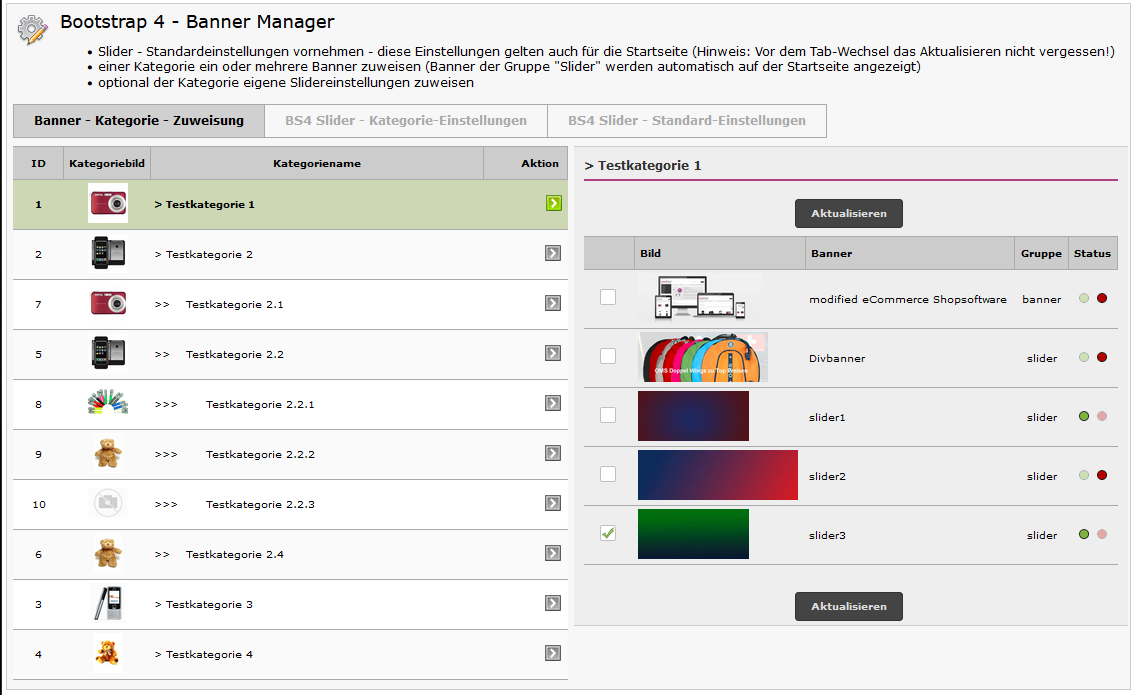 Bootstrap 4 - Banner Manager
• Slider - Standardeinstellungen vornehmen - diese Einstellungen gelten auch für die Startseite (Hinweis: Vor dem Tab-Wechsel das Aktualisieren nicht vergessen!)
• einer Kategorie ein oder mehrere Banner zuweisen (Banner der Gruppe "Slider" werden automatisch auf der Startseite angezeigt)
• optional der Kategorie eigene Slidereinstellungen zuweisen
Banner - Kategorie - Zuweisung BS4 Slider - Kategorie-Einstellungen BS4 Slider - Standard-Einstellungen
ID Kategoriebild Kategoriename Aktion
1 > Testkategorie 1
2 > Testkategorie 2
7 >> Testkategorie 2.1
5 >> Testkategorie 2.2
8 >>> Testkategorie 2.2.1
9 >>> Testkategorie 2.2.2
10 >>> Testkategorie 2.2.3
6 >> Testkategorie 2.4
3 > Testkategorie 3
4 > Testkategorie 4
> Testkategorie 1
Aktualisieren
Bild Banner Gruppe Status
modified eCommerce Shopsoftware banner
CMS Doppel Wings zu Top Preisen
Divbanner slider
slider1 slider
slider2 slider
slider3 slider
Aktualisieren